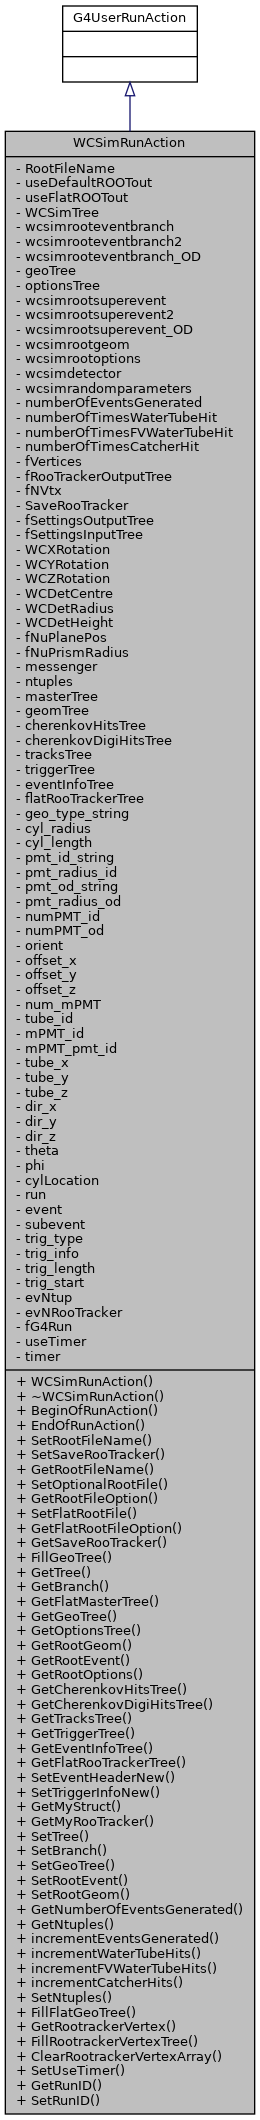 G4UserRunAction
WCSimRunAction
- RootFileName
- useDefaultROOTout
- useFlatROOTout
- WCSimTree
- wcsimrooteventbranch
- wcsimrooteventbranch2
- wcsimrooteventbranch_OD
- geoTree
- optionsTree
- wcsimrootsuperevent
- wcsimrootsuperevent2
- wcsimrootsuperevent_OD
- wcsimrootgeom
- wcsimrootoptions
- wcsimdetector
- wcsimrandomparameters
- numberOfEventsGenerated
- numberOfTimesWaterTubeHit
- numberOfTimesFVWaterTubeHit
- numberOfTimesCatcherHit
- fVertices
- fRooTrackerOutputTree
- fNVtx
- SaveRooTracker
- fSettingsOutputTree
- fSettingsInputTree
- WCXRotation
- WCYRotation
- WCZRotation
- WCDetCentre
- WCDetRadius
- WCDetHeight
- fNuPlanePos
- fNuPrismRadius
- messenger
- ntuples
- masterTree
- geomTree
- cherenkovHitsTree
- cherenkovDigiHitsTree
- tracksTree
- triggerTree
- eventInfoTree
- flatRooTrackerTree
- geo_type_string
- cyl_radius
- cyl_length
- pmt_id_string
- pmt_radius_id
- pmt_od_string
- pmt_radius_od
- numPMT_id
- numPMT_od
- orient
- offset_x
- offset_y
- offset_z
- num_mPMT
- tube_id
- mPMT_id
- mPMT_pmt_id
- tube_x
- tube_y
- tube_z
- dir_x
- dir_y
- dir_z
- theta
- phi
- cylLocation
- run
- event
- subevent
- trig_type
- trig_info
- trig_length
- trig_start
- evNtup
- evNRooTracker
- fG4Run
- useTimer
- timer
+ WCSimRunAction()
+ ~WCSimRunAction()
+ BeginOfRunAction()
+ EndOfRunAction()
+ SetRootFileName()
+ SetSaveRooTracker()
+ GetRootFileName()
+ SetOptionalRootFile()
+ GetRootFileOption()
+ SetFlatRootFile()
+ GetFlatRootFileOption()
+ GetSaveRooTracker()
+ FillGeoTree()
+ GetTree()
+ GetBranch()
+ GetFlatMasterTree()
+ GetGeoTree()
+ GetOptionsTree()
+ GetRootGeom()
+ GetRootEvent()
+ GetRootOptions()
+ GetCherenkovHitsTree()
+ GetCherenkovDigiHitsTree()
+ GetTracksTree()
+ GetTriggerTree()
+ GetEventInfoTree()
+ GetFlatRooTrackerTree()
+ SetEventHeaderNew()
+ SetTriggerInfoNew()
+ GetMyStruct()
+ GetMyRooTracker()
+ SetTree()
+ SetBranch()
+ SetGeoTree()
+ SetRootEvent()
+ SetRootGeom()
+ GetNumberOfEventsGenerated()
+ GetNtuples()
+ incrementEventsGenerated()
+ incrementWaterTubeHits()
+ incrementFVWaterTubeHits()
+ incrementCatcherHits()
+ SetNtuples()
+ FillFlatGeoTree()
+ GetRootrackerVertex()
+ FillRootrackerVertexTree()
+ ClearRootrackerVertexArray()
+ SetUseTimer()
+ GetRunID()
+ SetRunID()